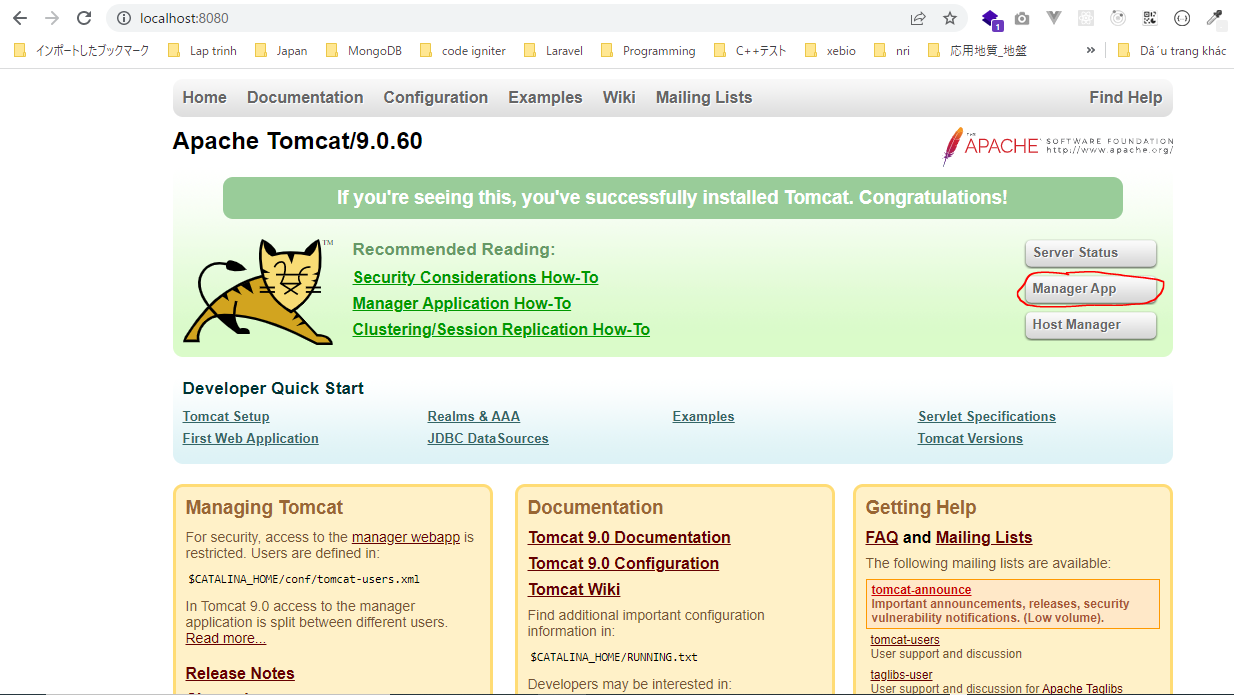 localhost:8080
1
インポートしたブックマーク Lap trinh Japan MongoDB code igniter Laravel Programming C++テスト xebio nri 応用地質_地盤 » Dấu trang khác
Home Documentation Configuration Examples Wiki Mailing Lists Find Help
Apache Tomcat/9.0.60
THE APACHE SOFTWARE FOUNDATION
http://www.apache.org/
If you're seeing this, you've successfully installed Tomcat. Congratulations!
TM
Recommended Reading:
Security Considerations How-To
Manager Application How-To
Clustering/Session Replication How-To
Server Status
Manager App
Host Manager
Developer Quick Start
Tomcat Setup
First Web Application
Realms & AAA
JDBC DataSources
Examples
Servlet Specifications
Tomcat Versions
Managing Tomcat
For security, access to the manager webapp is
restricted. Users are defined in:
$CATALINA_HOME/conf/tomcat-users.xml
In Tomcat 9.0 access to the manager
application is split between different users.
Read more...
Release Notes
Documentation
Tomcat 9.0 Documentation
Tomcat 9.0 Configuration
Tomcat Wiki
Find additional important configuration
information in:
$CATALINA_HOME/RUNNING.txt
Developers may be interested in:
Getting Help
FAQ and Mailing Lists
The following mailing lists are available:
tomcat-announce
Important announcements, releases, security
vulnerability notifications. (Low volume).
tomcat-users
User support and discussion
taglibs-user
User support and discussion for Apache Taglibs